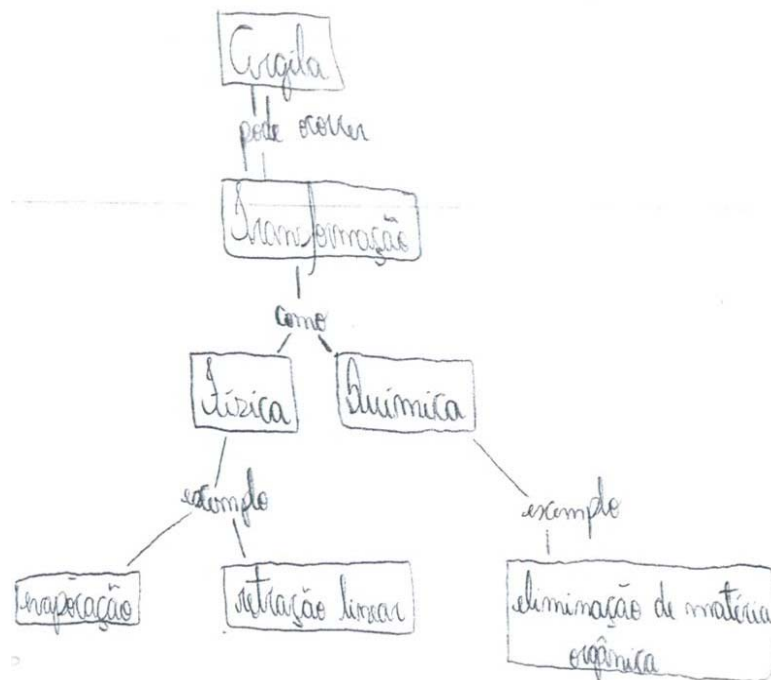 Argila
pode ocorrer
Transformação
como
Física
Química
exemplo
exemplo
evaporação
retração linear
eliminação de matéria
orgânica